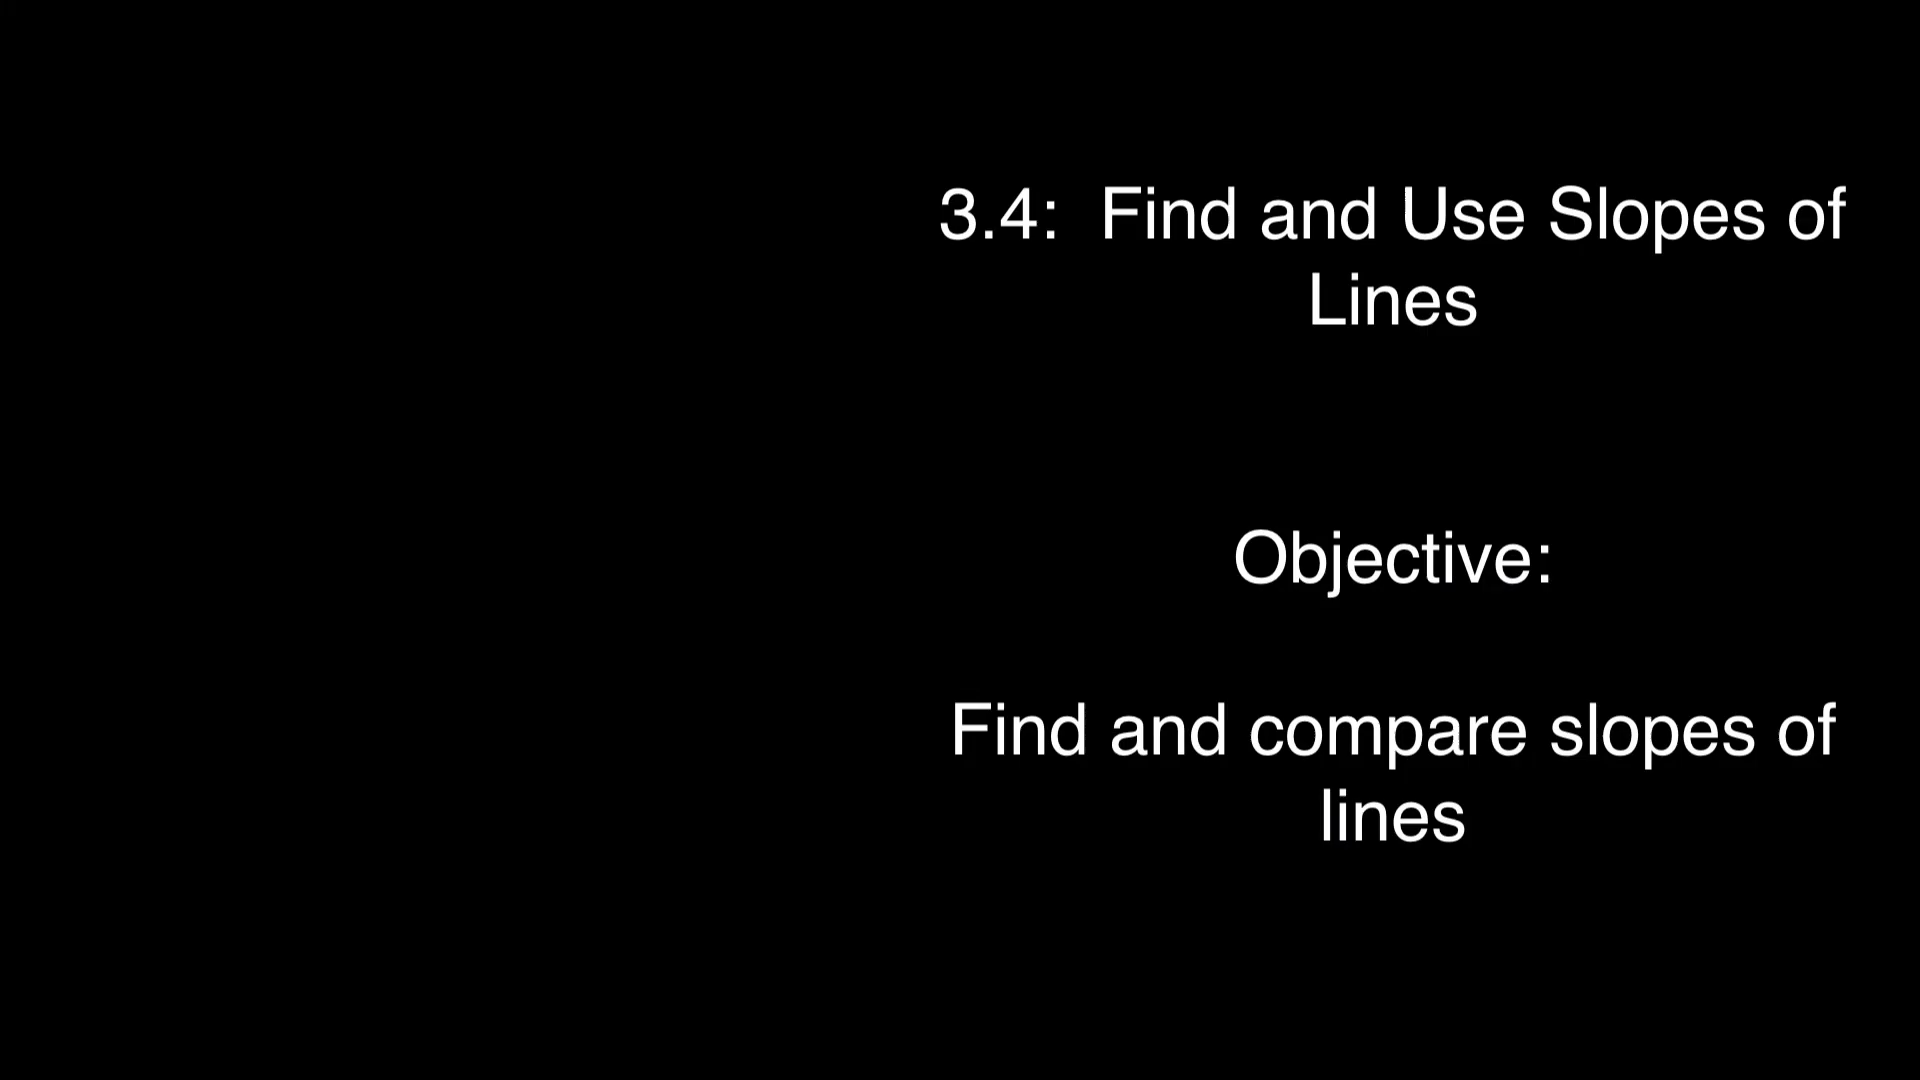 3.4:  Find and Use Slopes of
Lines
Objective:
Find and compare slopes of
lines